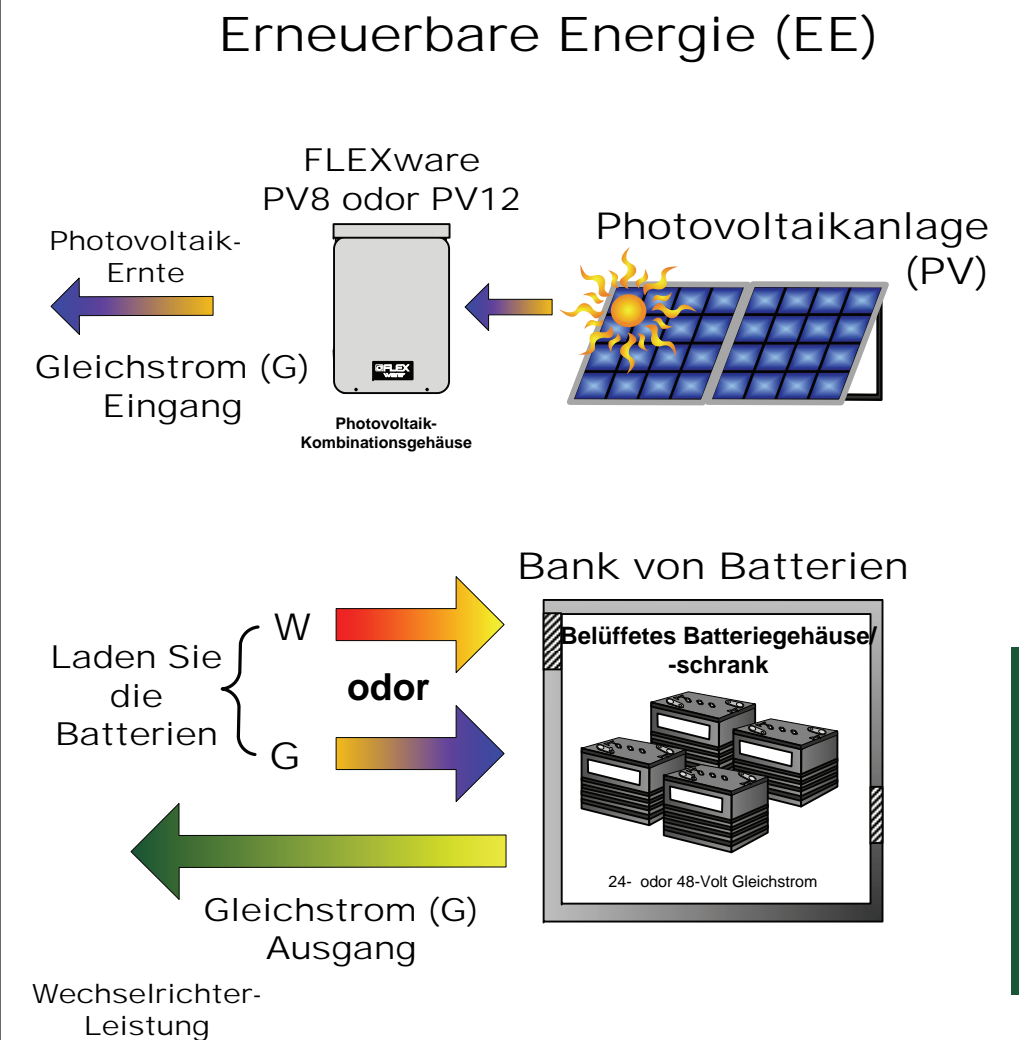 Erneuerbare Energie (EE)
FLEXware
PV8 odor PV12
Photovoltaik-
Ernte
Photovoltaikanlage
(PV)
FLEX
ware
Gleichstrom (G)
Eingang
Photovoltaik-
Kombinationsgehäuse
Bank von Batterien
Laden Sie
die
Batterien
W
odor
G
Belüffetes Batteriegehäuse/
-schrank
24- odor 48-Volt Gleichstrom
Gleichstrom (G)
Ausgang
Wechselrichter-
Leistung